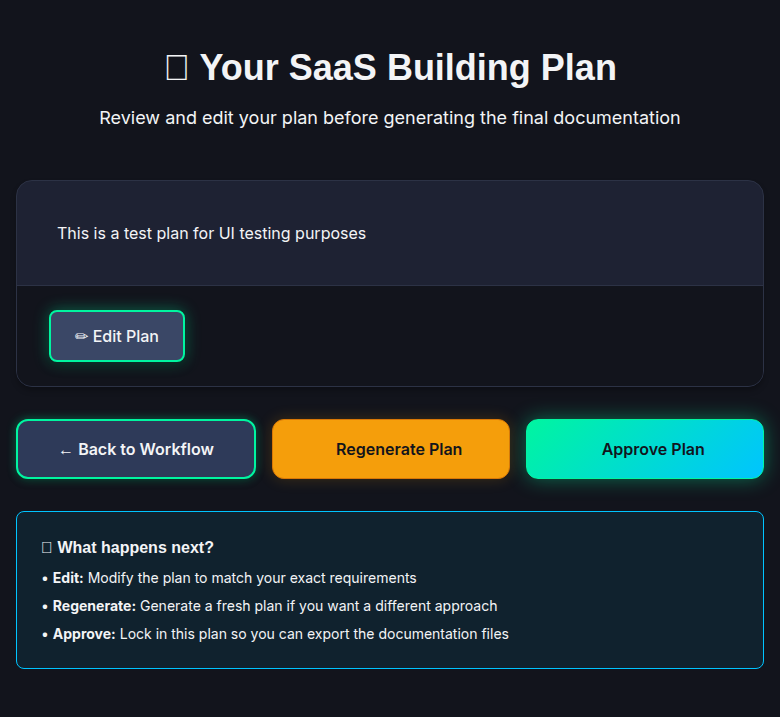 Your SaaS Building Plan
Review and edit your plan before generating the final documentation
This is a test plan for UI testing purposes
✏ Edit Plan
← Back to Workflow
Regenerate Plan
Approve Plan
What happens next?
• Edit: Modify the plan to match your exact requirements
• Regenerate: Generate a fresh plan if you want a different approach
• Approve: Lock in this plan so you can export the documentation files